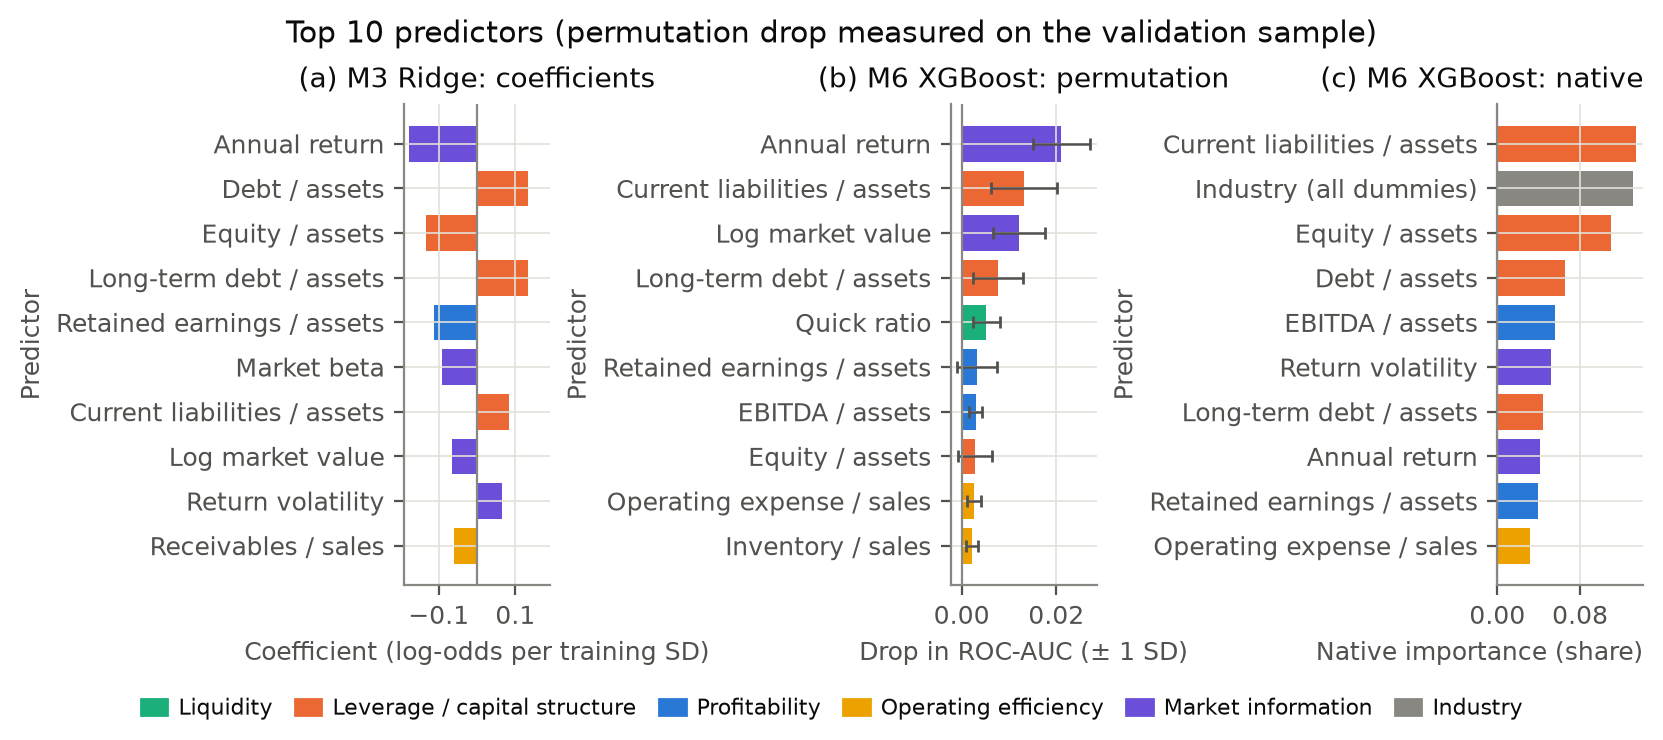 Top 10 predictors (permutation drop measured on the validation sample)
(a) M3 Ridge: coefficients
Predictor
Annual return
Debt / assets
Equity / assets
Long-term debt / assets
Retained earnings / assets
Market beta
Current liabilities / assets
Log market value
Return volatility
Receivables / sales
−0.1 0.1
Coefficient (log-odds per training SD)
(b) M6 XGBoost: permutation
Predictor
Annual return
Current liabilities / assets
Log market value
Long-term debt / assets
Quick ratio
Retained earnings / assets
EBITDA / assets
Equity / assets
Operating expense / sales
Inventory / sales
0.00 0.02
Drop in ROC-AUC (± 1 SD)
(c) M6 XGBoost: native
Predictor
Current liabilities / assets
Industry (all dummies)
Equity / assets
Debt / assets
EBITDA / assets
Return volatility
Long-term debt / assets
Annual return
Retained earnings / assets
Operating expense / sales
0.00 0.08
Native importance (share)
Liquidity Leverage / capital structure Profitability Operating efficiency Market information Industry